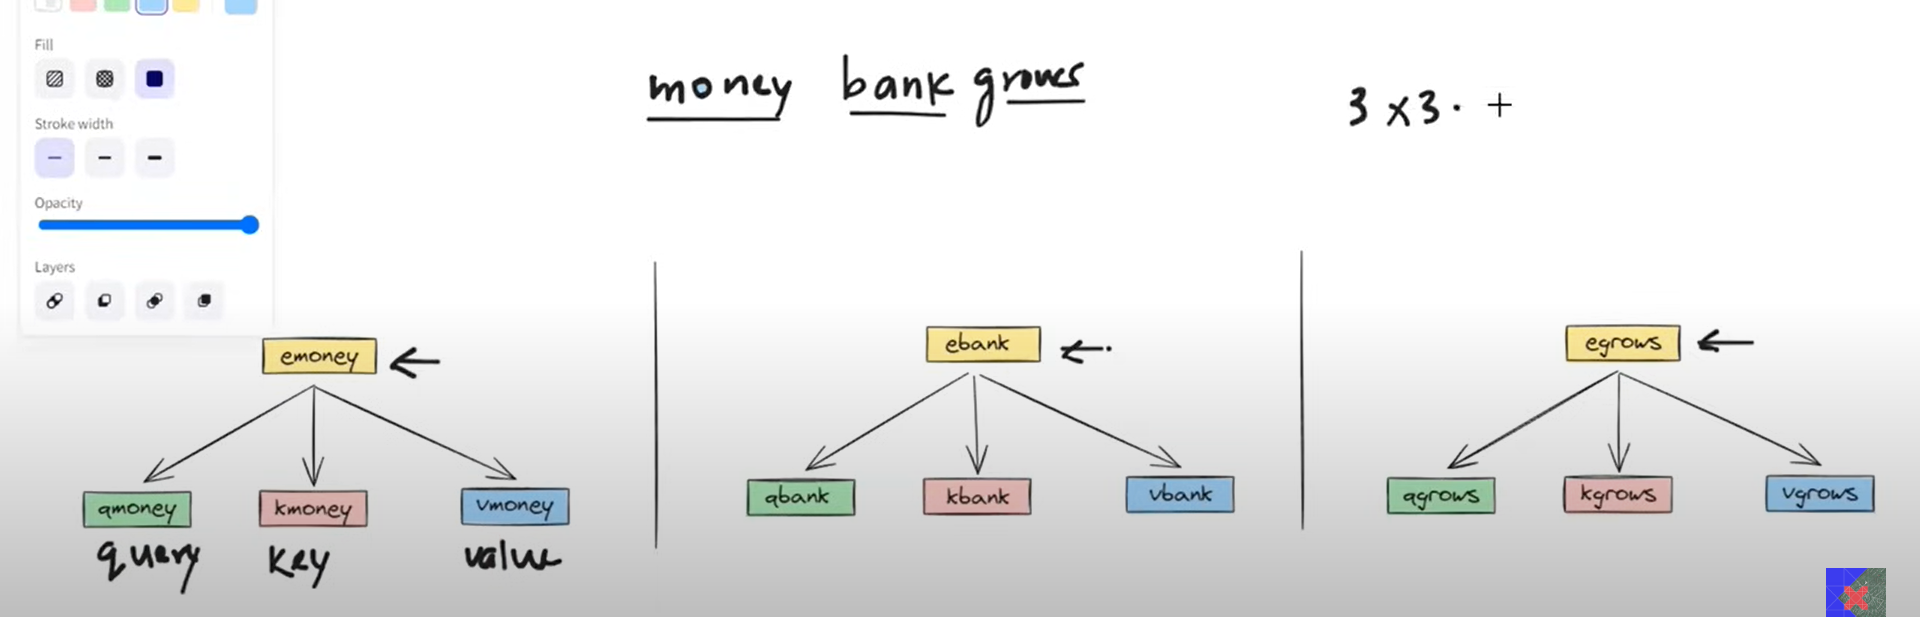 Fill
Stroke width
Opacity
Layers
money bank grows
3 x 3 .
emoney
ebank
egrows
qmoney kmoney vmoney
qbank kbank vbank
qgrows kgrows vgrows
query key value